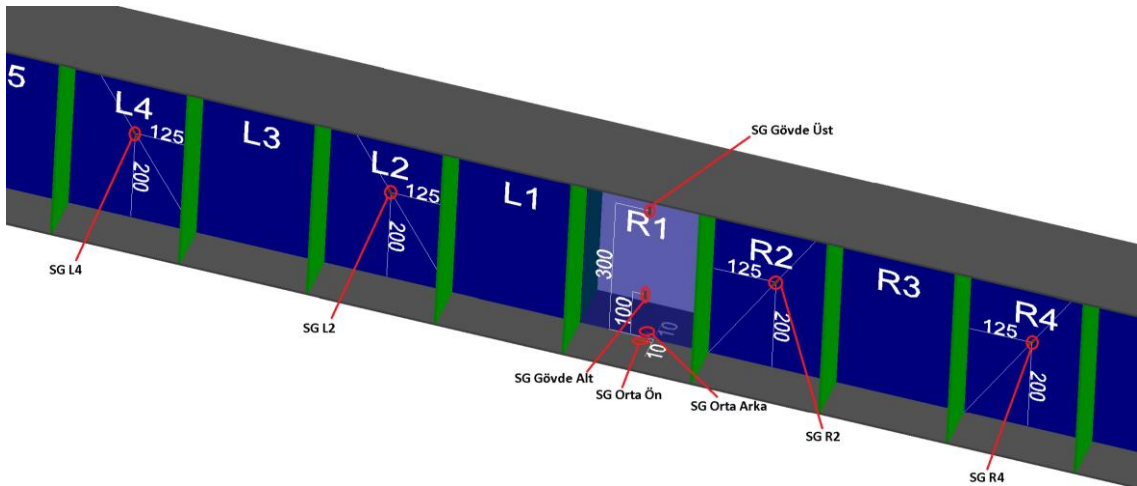 5
L4
125
200
L3
L2
125
200
L1
R1
300
100
10
10
R2
125
200
R3
R4
125
200
SG Gövde Üst
SG L4
SG L2
SG Gövde Alt
SG Orta Ön
SG Orta Arka
SG R2
SG R4